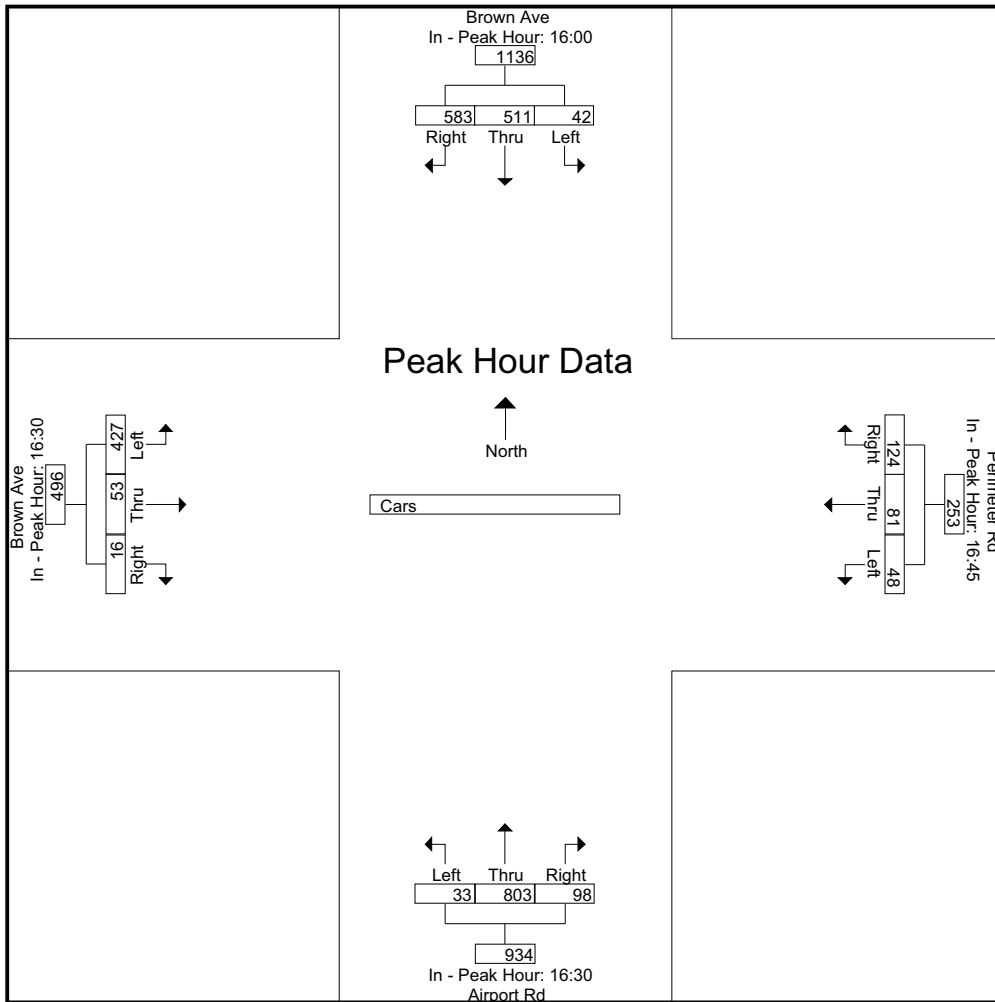 Brown Ave
In - Peak Hour: 16:00
1136
583 511 42
Right Thru Left
Peak Hour Data
North
Cars
Brown Ave
In - Peak Hour: 16:30
496
427 53 16
Left Thru Right
Perimeter Rd
In - Peak Hour: 16:45
253
124 81 48
Right Thru Left
Left Thru Right
33 803 98
934
In - Peak Hour: 16:30
Airport Rd